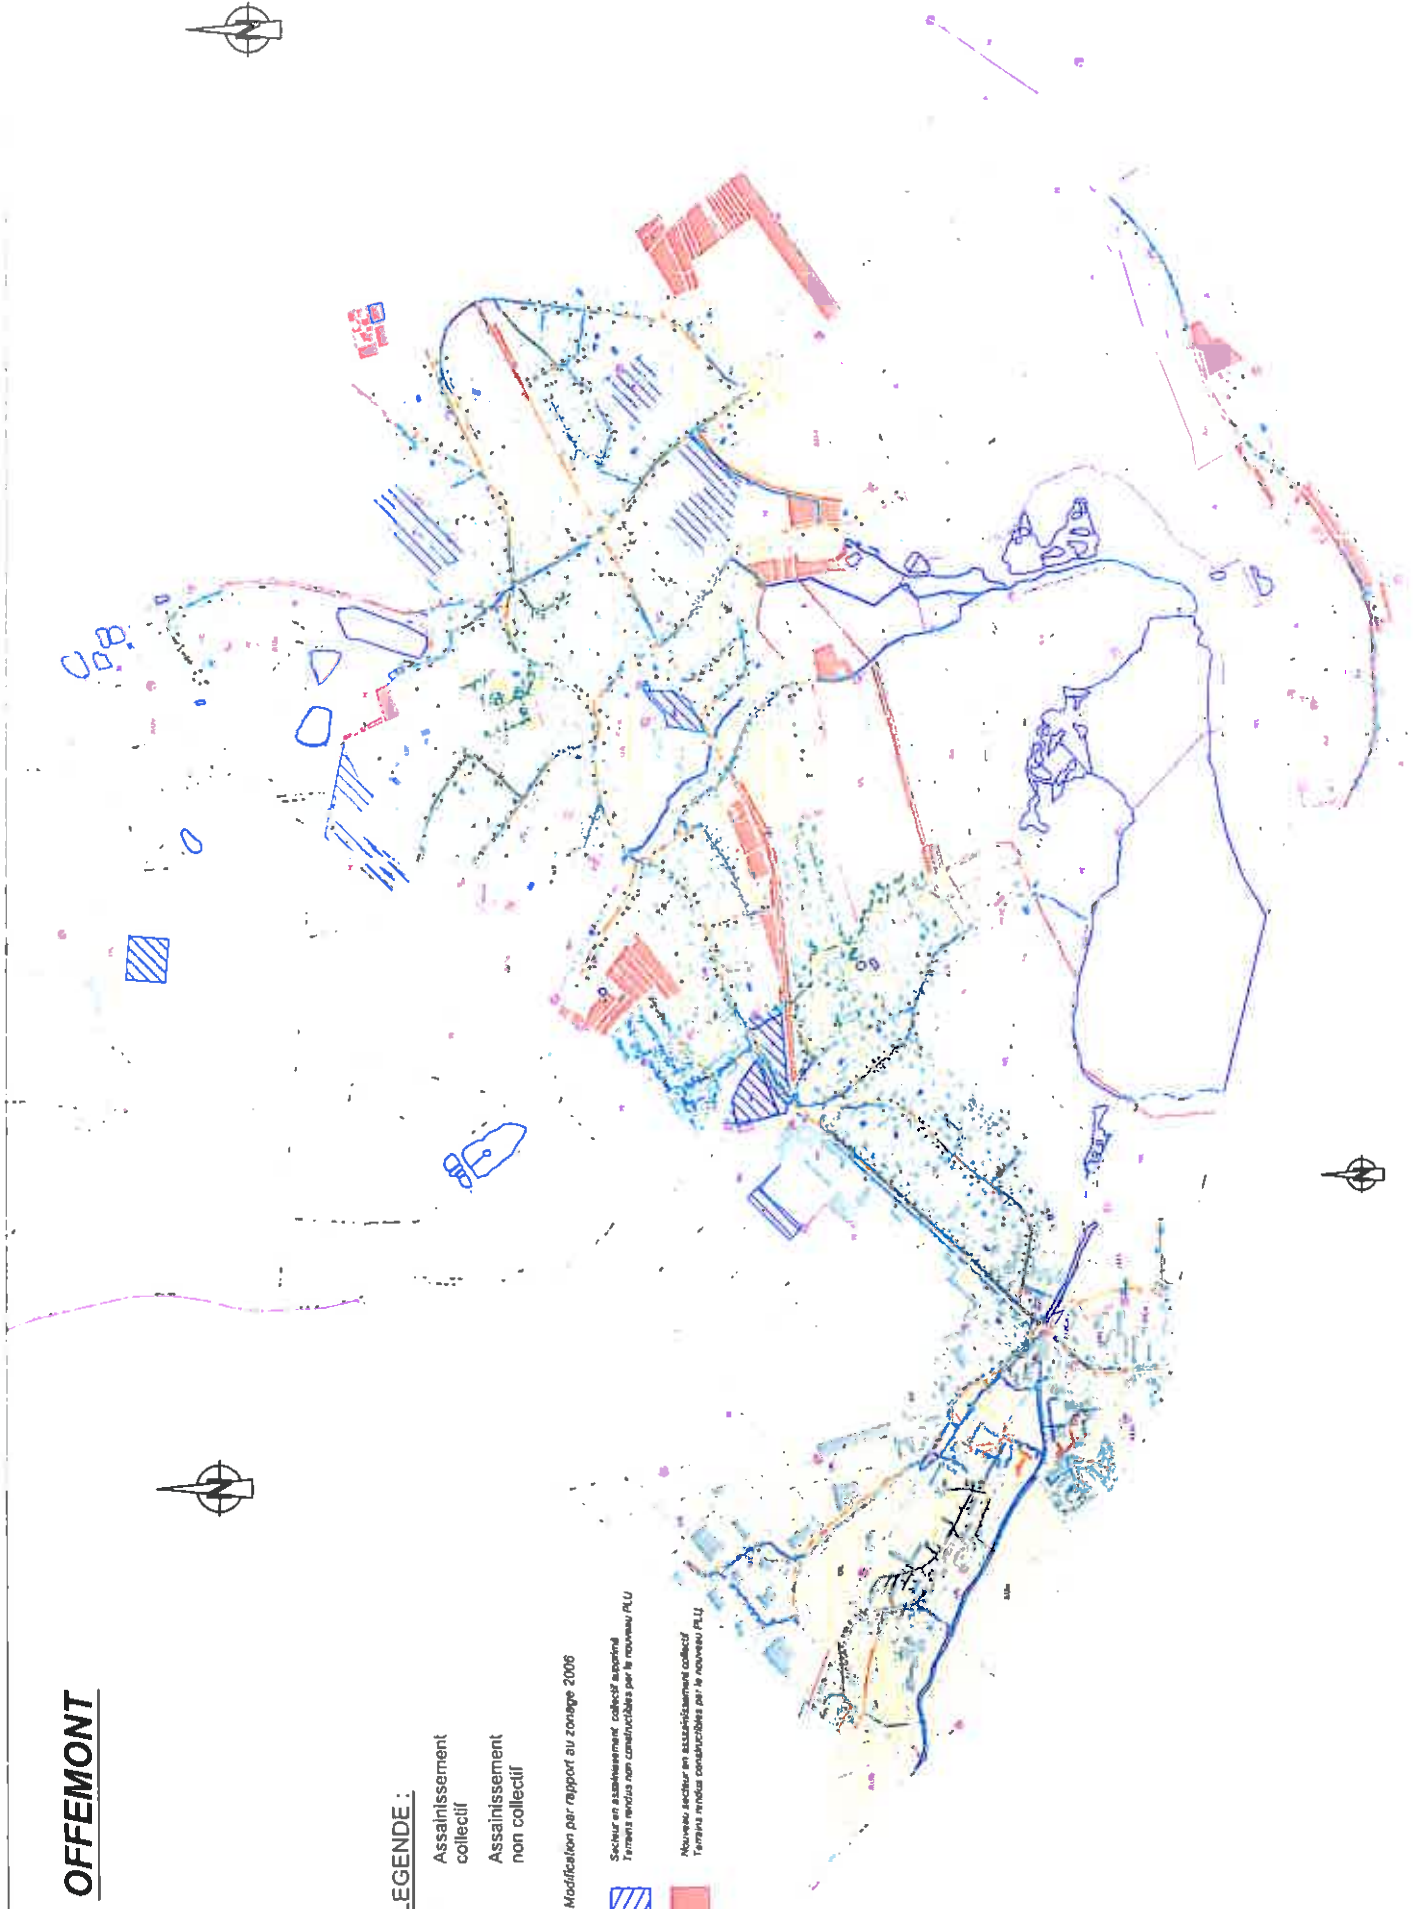 OFFEMONT
EGENDE :
Assainissement
collectif
Assainissement
non collectif
Modification par rapport au zonage 2006
Secteur en assainissement collectif supprimé
Terrains rendus non constructibles par le nouveau PLU
Nouveau secteur en assainissement collectif
Terrains rendus constructibles par le nouveau PLU
N
N
N